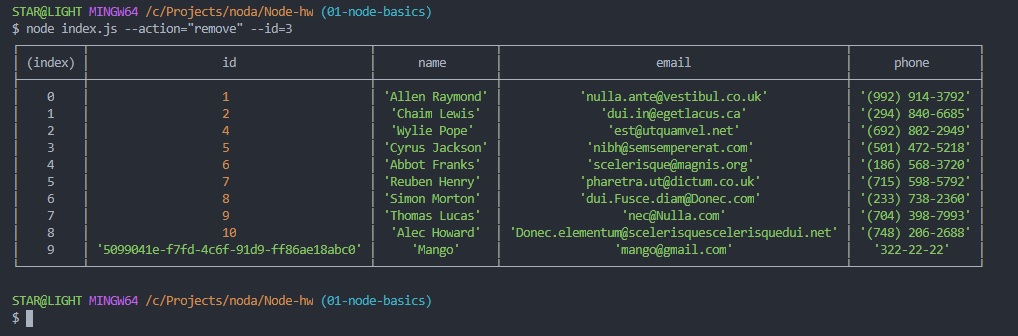 STAR@LIGHT MINGW64 /c/Projects/noda/Node-hw (01-node-basics)
$ node index.js --action="remove" --id=3
(index) id name email phone
0 1 'Allen Raymond' 'nulla.ante@vestibul.co.uk' '(992) 914-3792'
1 2 'Chaim Lewis' 'dui.in@egetlacus.ca' '(294) 840-6685'
2 4 'Wylie Pope' 'est@utquamvel.net' '(692) 802-2949'
3 5 'Cyrus Jackson' 'nibh@semsempererat.com' '(501) 472-5218'
4 6 'Abbot Franks' 'scelerisque@magnis.org' '(186) 568-3720'
5 7 'Reuben Henry' 'pharetra.ut@dictum.co.uk' '(715) 598-5792'
6 8 'Simon Morton' 'dui.Fusce.diam@Donec.com' '(233) 738-2360'
7 9 'Thomas Lucas' 'nec@Nulla.com' '(704) 398-7993'
8 10 'Alec Howard' 'Donec.elementum@scelerisquescelerisquedui.net' '(748) 206-2688'
9 '5099041e-f7fd-4c6f-91d9-ff86ae18abc0' 'Mango' 'mango@gmail.com' '322-22-22'
STAR@LIGHT MINGW64 /c/Projects/noda/Node-hw (01-node-basics)
$